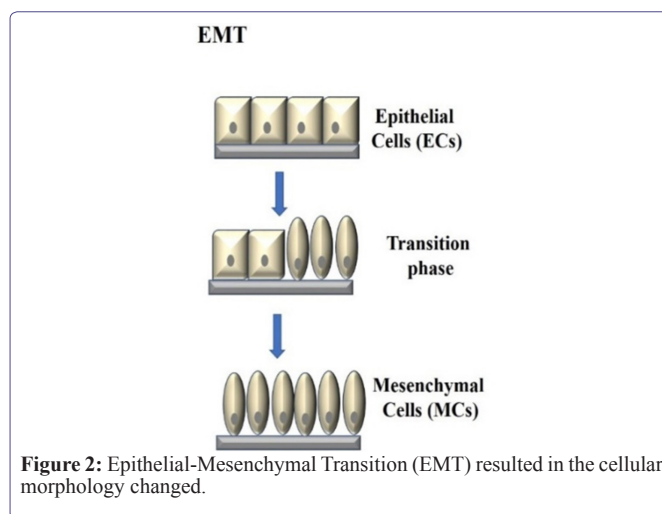 EMT
Epithelial
Cells (ECs)
Transition
phase
Mesenchymal
Cells (MCs)
Figure 2: Epithelial-Mesenchymal Transition (EMT) resulted in the cellular
morphology changed.